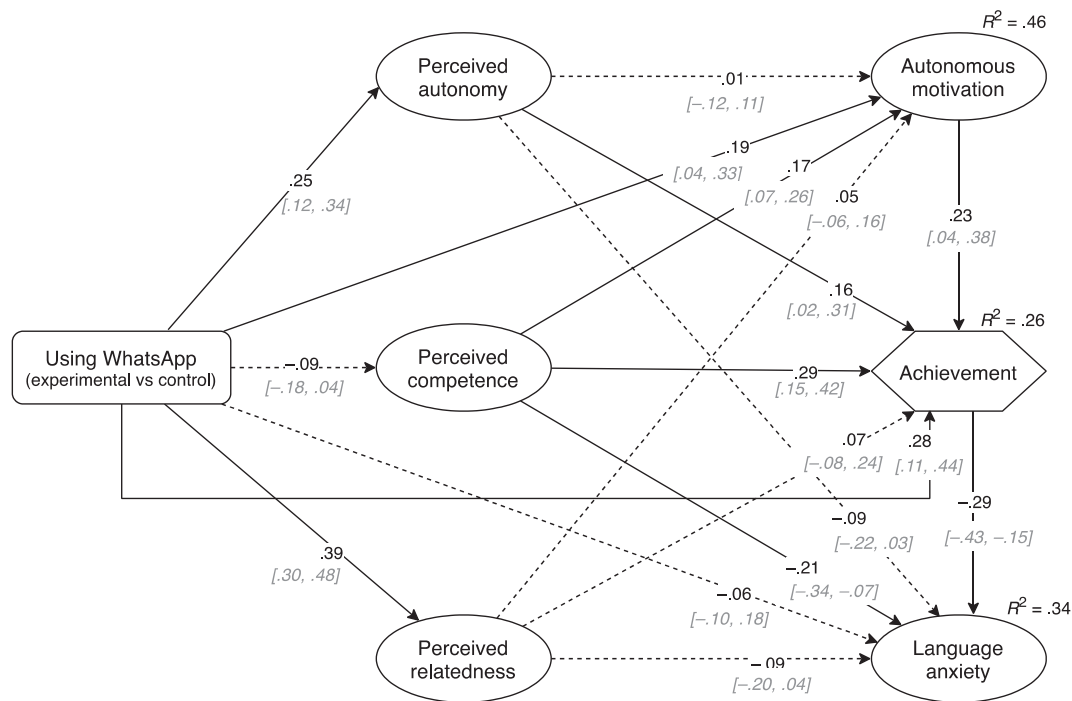 R² = .46
Perceived
autonomy
Autonomous
motivation
.01
[−.12, .11]
.19
[.04, .33]
.17
[.07, .26]
.05
[−.06, .16]
.25
[.12, .34]
.23
[.04, .38]
.16
[.02, .31]
R² = .26
Using WhatsApp
(experimental vs control)
−.09
[−.18, .04]
Perceived
competence
.29
[.15, .42]
Achievement
.07
[−.08, .24]
.28
[.11, .44]
−.29
[−.43, −.15]
−.09
[−.22, .03]
.39
[.30, .48]
−.21
[−.34, −.07]
−.06
[−.10, .18]
R² = .34
Perceived
relatedness
−.09
[−.20, .04]
Language
anxiety